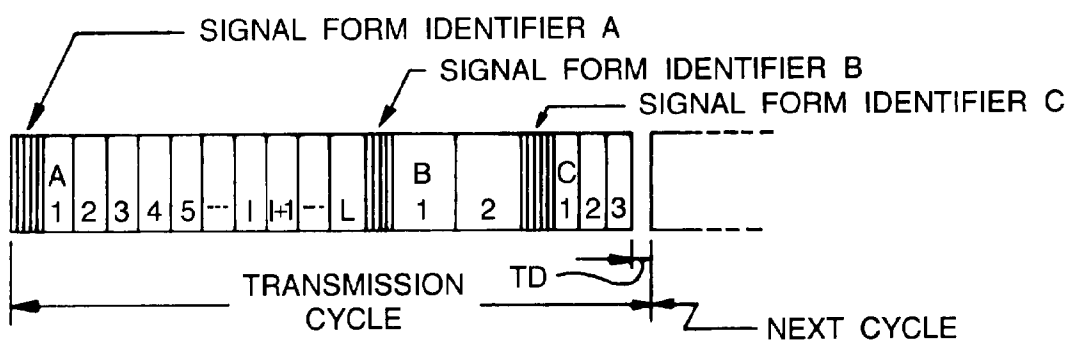 SIGNAL FORM IDENTIFIER A
SIGNAL FORM IDENTIFIER B
SIGNAL FORM IDENTIFIER C
A B C
1 2 3 4 5 --- I I+1 --- L 1 2 1 2 3
TD
TRANSMISSION
CYCLE
NEXT CYCLE